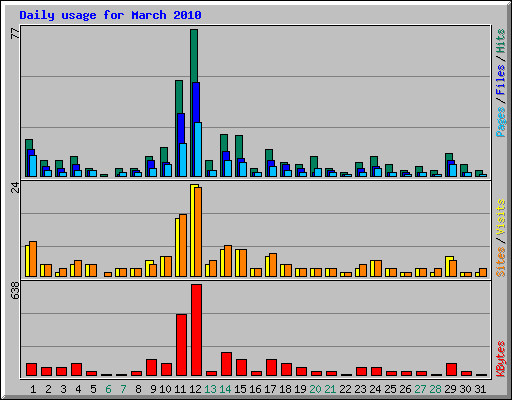 Daily usage for March 2010
77
Pages / Files / Hits
24
Sites / Visits
638
KBytes
1 2 3 4 5 6 7 8 9 10 11 12 13 14 15 16 17 18 19 20 21 22 23 24 25 26 27 28 29 30 31